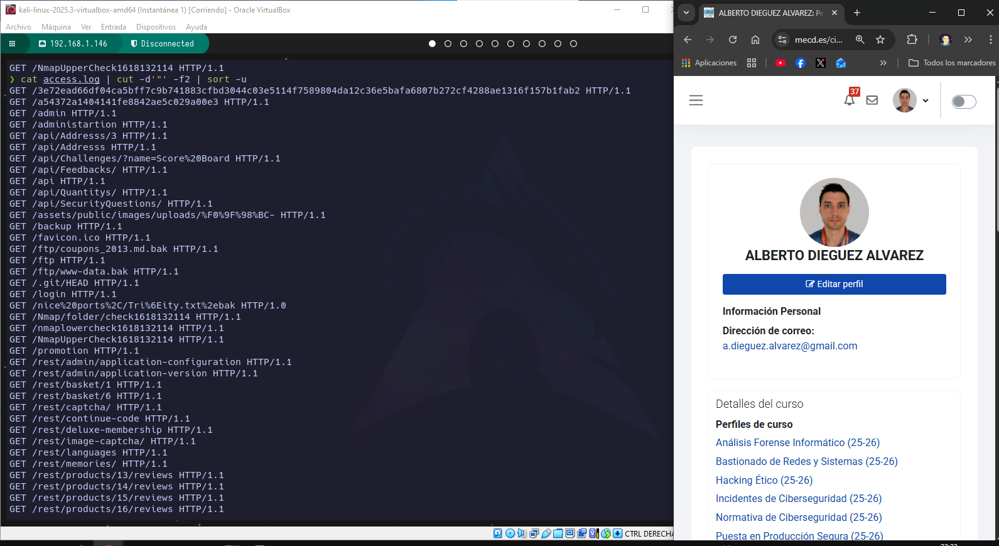 kali-linux-2025.3-virtualbox-amd64 (Instantánea 1) [Corriendo] - Oracle VirtualBox
Archivo Máquina Ver Entrada Dispositivos Ayuda
192.168.1.146 Disconnected
GET /NmapUpperCheck1618132114 HTTP/1.1
❯ cat access.log | cut -d'"' -f2 | sort -u
GET /3e72ead66df04ca5bff7c9b741883cfbd3044c03e5114f7589804da12c36e5bafa6807b272cf4288ae1316f157b1fab2 HTTP/1.1
GET /a54372a1404141fe8842ae5c029a00e3 HTTP/1.1
GET /admin HTTP/1.1
GET /administartion HTTP/1.1
GET /api/Addresss/3 HTTP/1.1
GET /api/Addresss HTTP/1.1
GET /api/Challenges/?name=Score%20Board HTTP/1.1
GET /api/Feedbacks/ HTTP/1.1
GET /api HTTP/1.1
GET /api/Quantitys/ HTTP/1.1
GET /api/SecurityQuestions/ HTTP/1.1
GET /assets/public/images/uploads/%F0%9F%98%BC- HTTP/1.1
GET /backup HTTP/1.1
GET /favicon.ico HTTP/1.1
GET /ftp/coupons_2013.md.bak HTTP/1.1
GET /ftp HTTP/1.1
GET /ftp/www-data.bak HTTP/1.1
GET /.git/HEAD HTTP/1.1
GET /login HTTP/1.1
GET /nice%20ports%2C/Tri%6Eity.txt%2ebak HTTP/1.0
GET /Nmap/folder/check1618132114 HTTP/1.1
GET /nmaplowercheck1618132114 HTTP/1.1
GET /NmapUpperCheck1618132114 HTTP/1.1
GET /promotion HTTP/1.1
GET /rest/admin/application-configuration HTTP/1.1
GET /rest/admin/application-version HTTP/1.1
GET /rest/basket/1 HTTP/1.1
GET /rest/basket/6 HTTP/1.1
GET /rest/captcha/ HTTP/1.1
GET /rest/continue-code HTTP/1.1
GET /rest/deluxe-membership HTTP/1.1
GET /rest/image-captcha/ HTTP/1.1
GET /rest/languages HTTP/1.1
GET /rest/memories/ HTTP/1.1
GET /rest/products/13/reviews HTTP/1.1
GET /rest/products/14/reviews HTTP/1.1
GET /rest/products/15/reviews HTTP/1.1
GET /rest/products/16/reviews HTTP/1.1
CTRL DERECHA
ALBERTO DIEGUEZ ALVAREZ: Pe
mecd.es/ci...
Aplicaciones
Todos los marcadores
37
ALBERTO DIEGUEZ ALVAREZ
Editar perfil
Información Personal
Dirección de correo:
a.dieguez.alvarez@gmail.com
Detalles del curso
Perfiles de curso
Análisis Forense Informático (25-26)
Bastionado de Redes y Sistemas (25-26)
Hacking Ético (25-26)
Incidentes de Ciberseguridad (25-26)
Normativa de Ciberseguridad (25-26)
Puesta en Producción Segura (25-26)